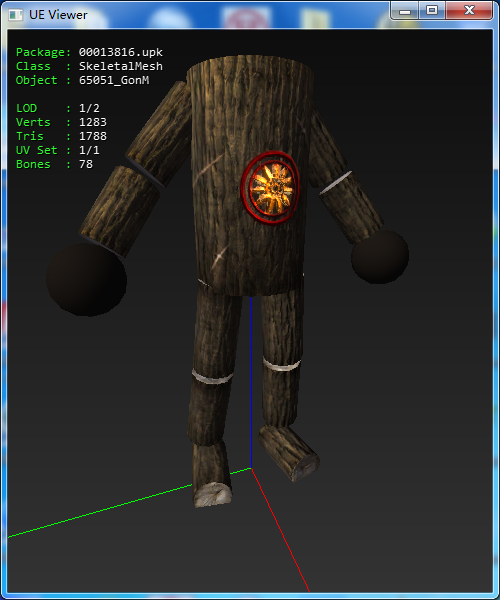 UE Viewer
Package: 00013816.upk
Class : SkeletalMesh
Object : 65051_GonM
LOD : 1/2
Verts : 1283
Tris : 1788
UV Set : 1/1
Bones : 78